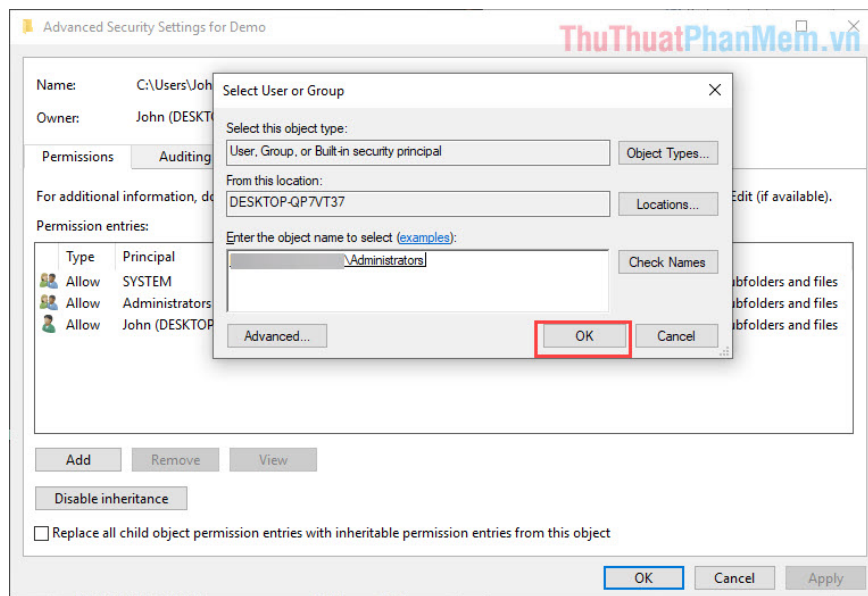 Advanced Security Settings for Demo
ThuThuatPhanMem.vn
Name:
C:\Users\Joh
Owner:
John (DESKT
Permissions
Auditing
For additional information, do
Edit (if available).
Permission entries:
Type
Principal
Allow
SYSTEM
ubfolders and files
Allow
Administrators
ubfolders and files
Allow
John (DESKTOP
ubfolders and files
Select User or Group
Select this object type:
User, Group, or Built-in security principal
Object Types...
From this location:
DESKTOP-QP7VT37
Locations...
Enter the object name to select (examples):
\Administrators
Check Names
Advanced...
OK
Cancel
Add
Remove
View
Disable inheritance
Replace all child object permission entries with inheritable permission entries from this object
OK
Cancel
Apply